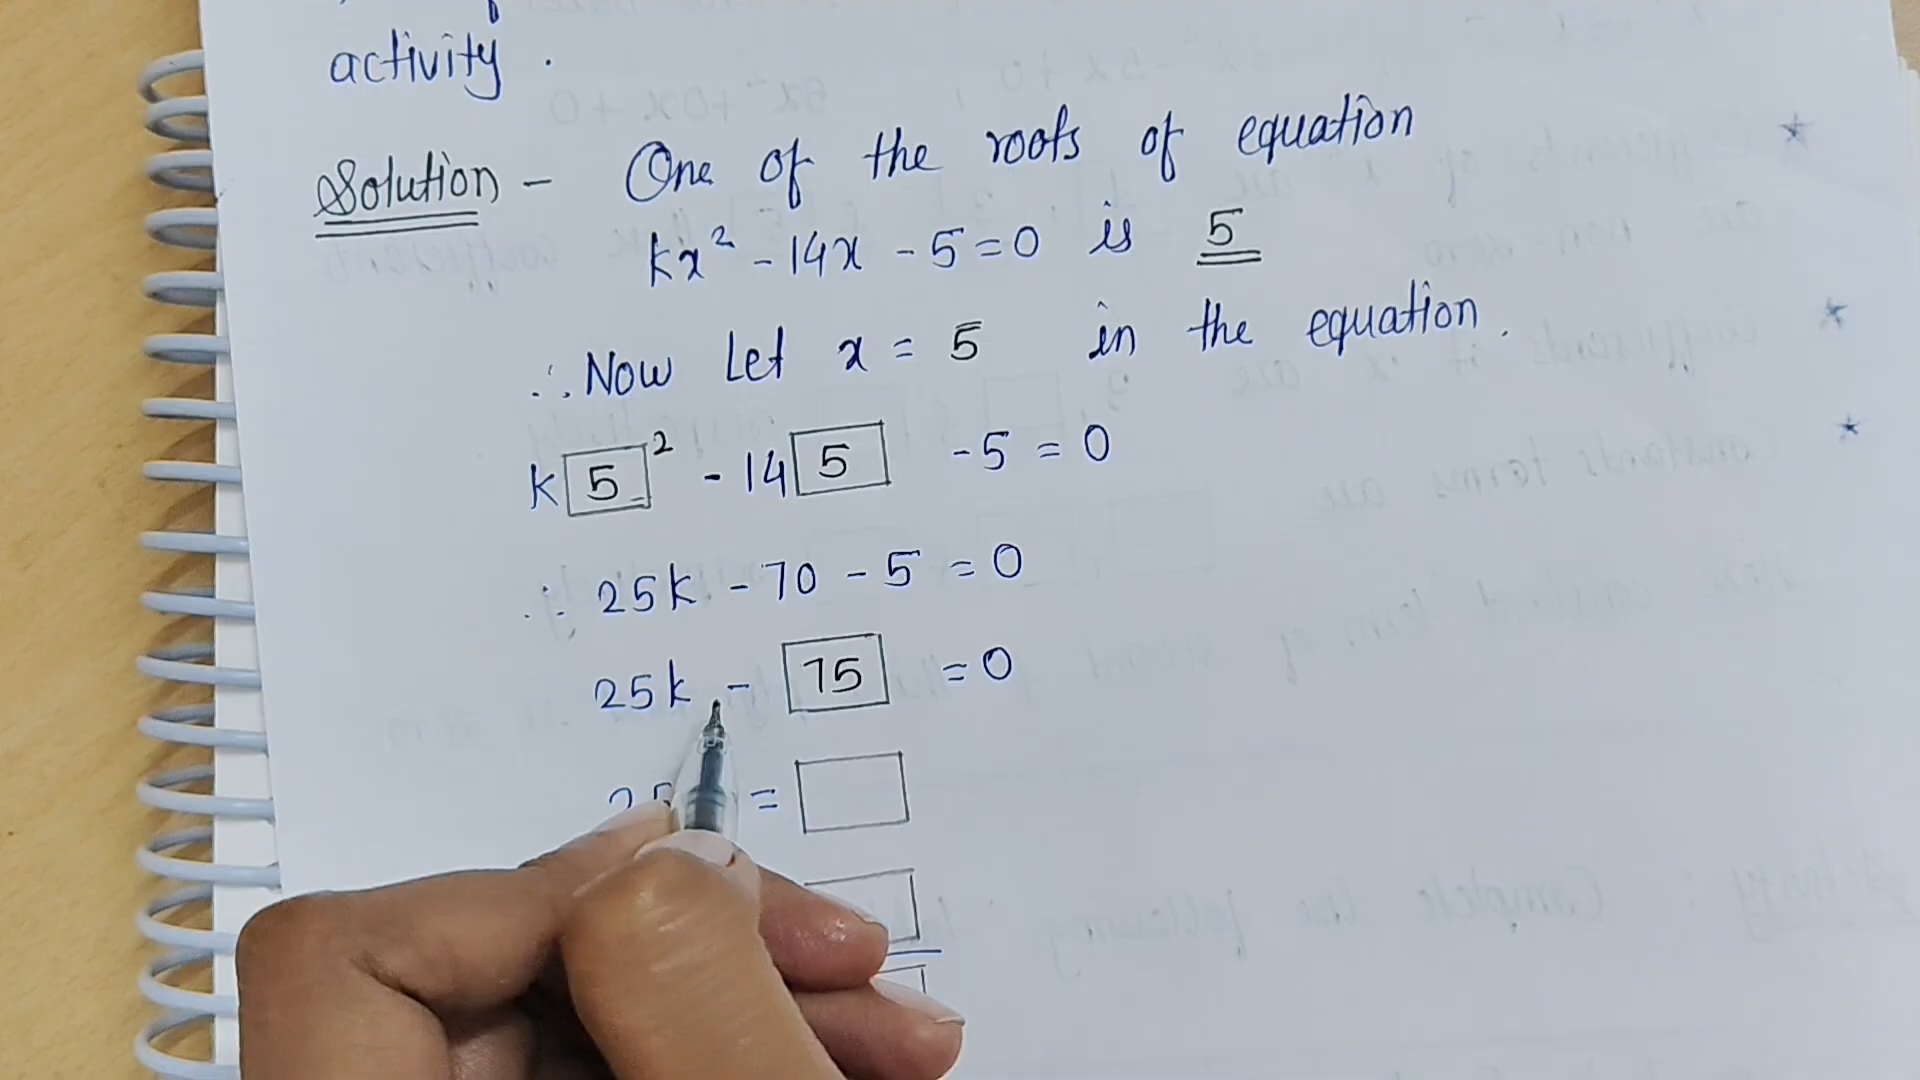 activity.
Solution - One of the roots of equation
kx² - 14x - 5 = 0 is 5
∴ Now Let x = 5 in the equation.
k 5 ² - 14 5 - 5 = 0
∴ 25k - 70 - 5 = 0
25k - 75 = 0
25 =